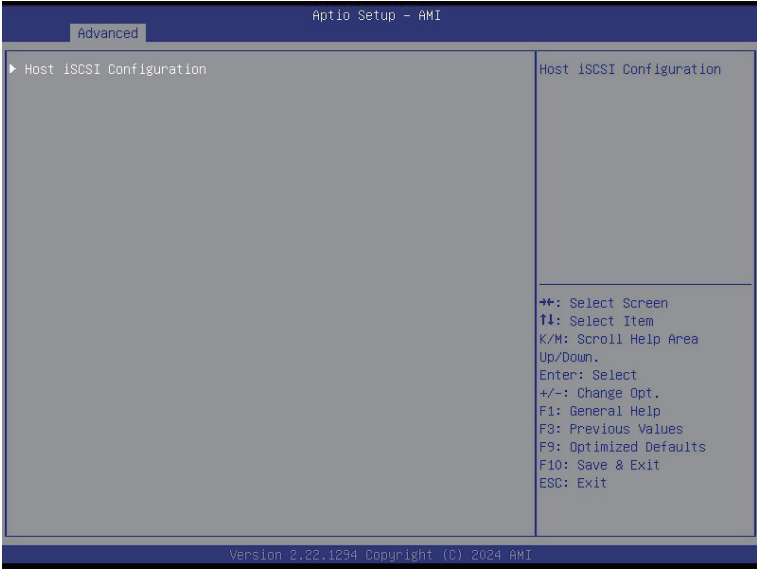 Aptio Setup – AMI
Advanced
▶ Host iSCSI Configuration
Host iSCSI Configuration
→←: Select Screen
↑↓: Select Item
K/M: Scroll Help Area
Up/Down.
Enter: Select
+/-: Change Opt.
F1: General Help
F3: Previous Values
F9: Optimized Defaults
F10: Save & Exit
ESC: Exit
Version 2.22.1294 Copyright (C) 2024 AMI